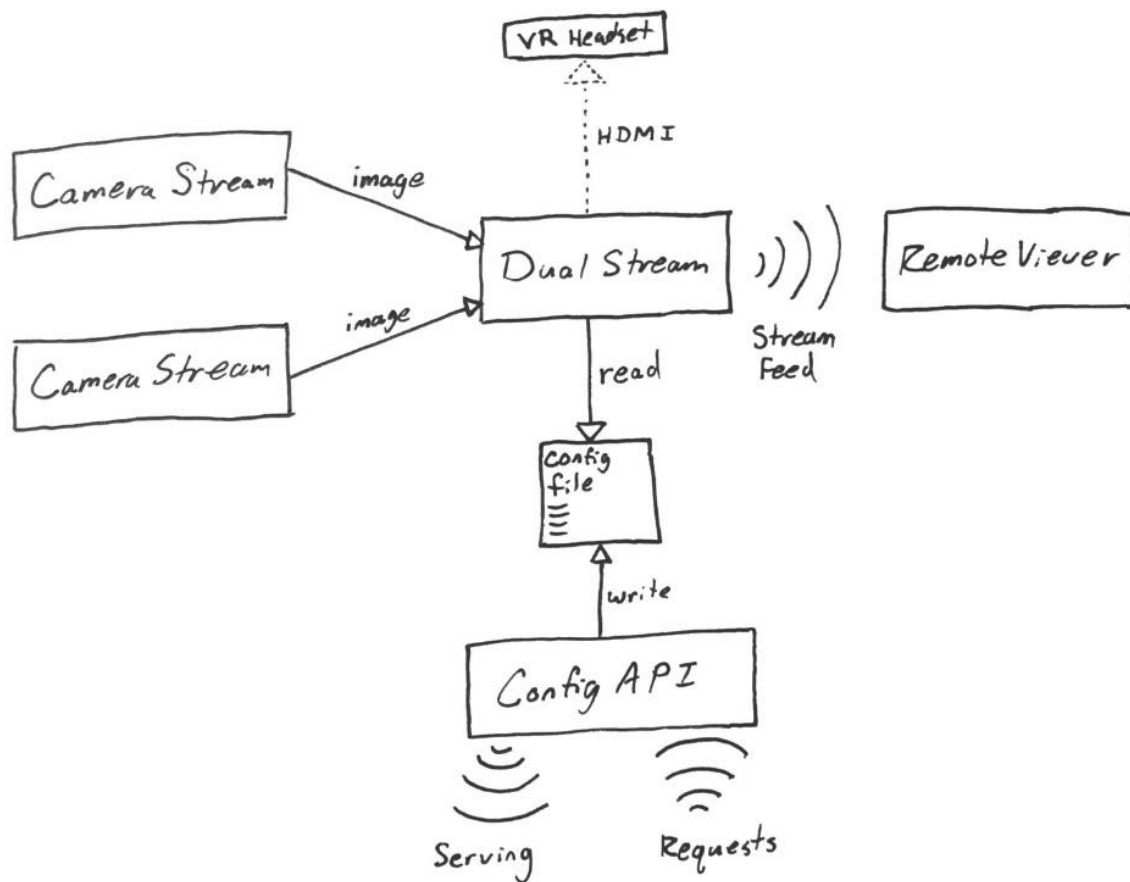 VR Headset
HDMI
Camera Stream
image
Dual Stream
Remote Viewer
image
Camera Stream
Stream
Feed
read
config
file
write
Config API
Serving
Requests